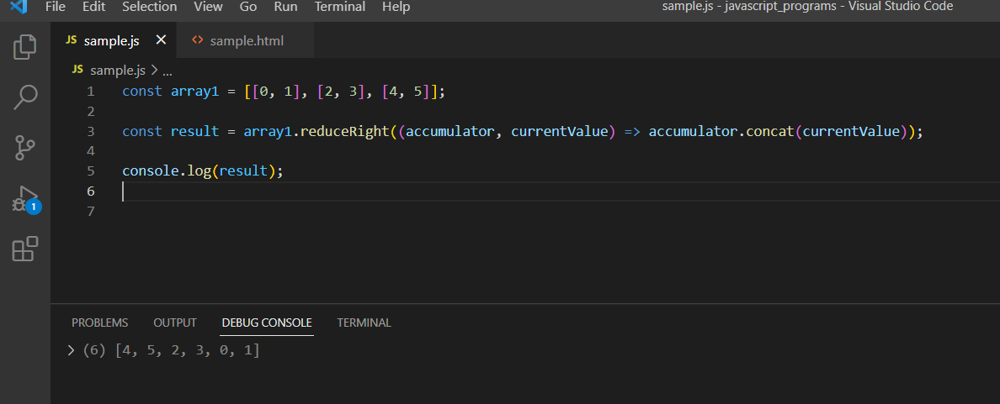 File Edit Selection View Go Run Terminal Help sample.js - javascript_programs - Visual Studio Code
JS sample.js × <> sample.html
JS sample.js > ...
1 const array1 = [[0, 1], [2, 3], [4, 5]];
2
3 const result = array1.reduceRight((accumulator, currentValue) => accumulator.concat(currentValue));
4
5 console.log(result);
6
7
1
PROBLEMS OUTPUT DEBUG CONSOLE TERMINAL
> (6) [4, 5, 2, 3, 0, 1]